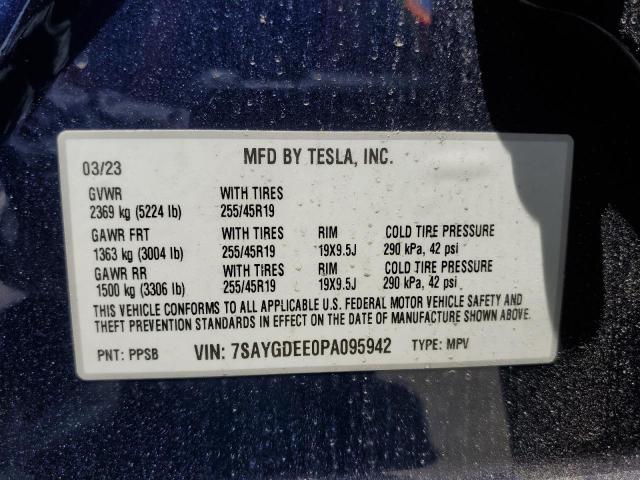 MFD BY TESLA, INC.
03/23
GVWR WITH TIRES
2369 kg (5224 lb) 255/45R19
GAWR FRT WITH TIRES RIM COLD TIRE PRESSURE
1363 kg (3004 lb) 255/45R19 19X9.5J 290 kPa, 42 psi
GAWR RR WITH TIRES RIM COLD TIRE PRESSURE
1500 kg (3306 lb) 255/45R19 19X9.5J 290 kPa, 42 psi
THIS VEHICLE CONFORMS TO ALL APPLICABLE U.S. FEDERAL MOTOR VEHICLE SAFETY AND
THEFT PREVENTION STANDARDS IN EFFECT ON THE DATE OF MANUFACTURE SHOWN ABOVE.
PNT: PPSB VIN: 7SAYGDEE0PA095942 TYPE: MPV